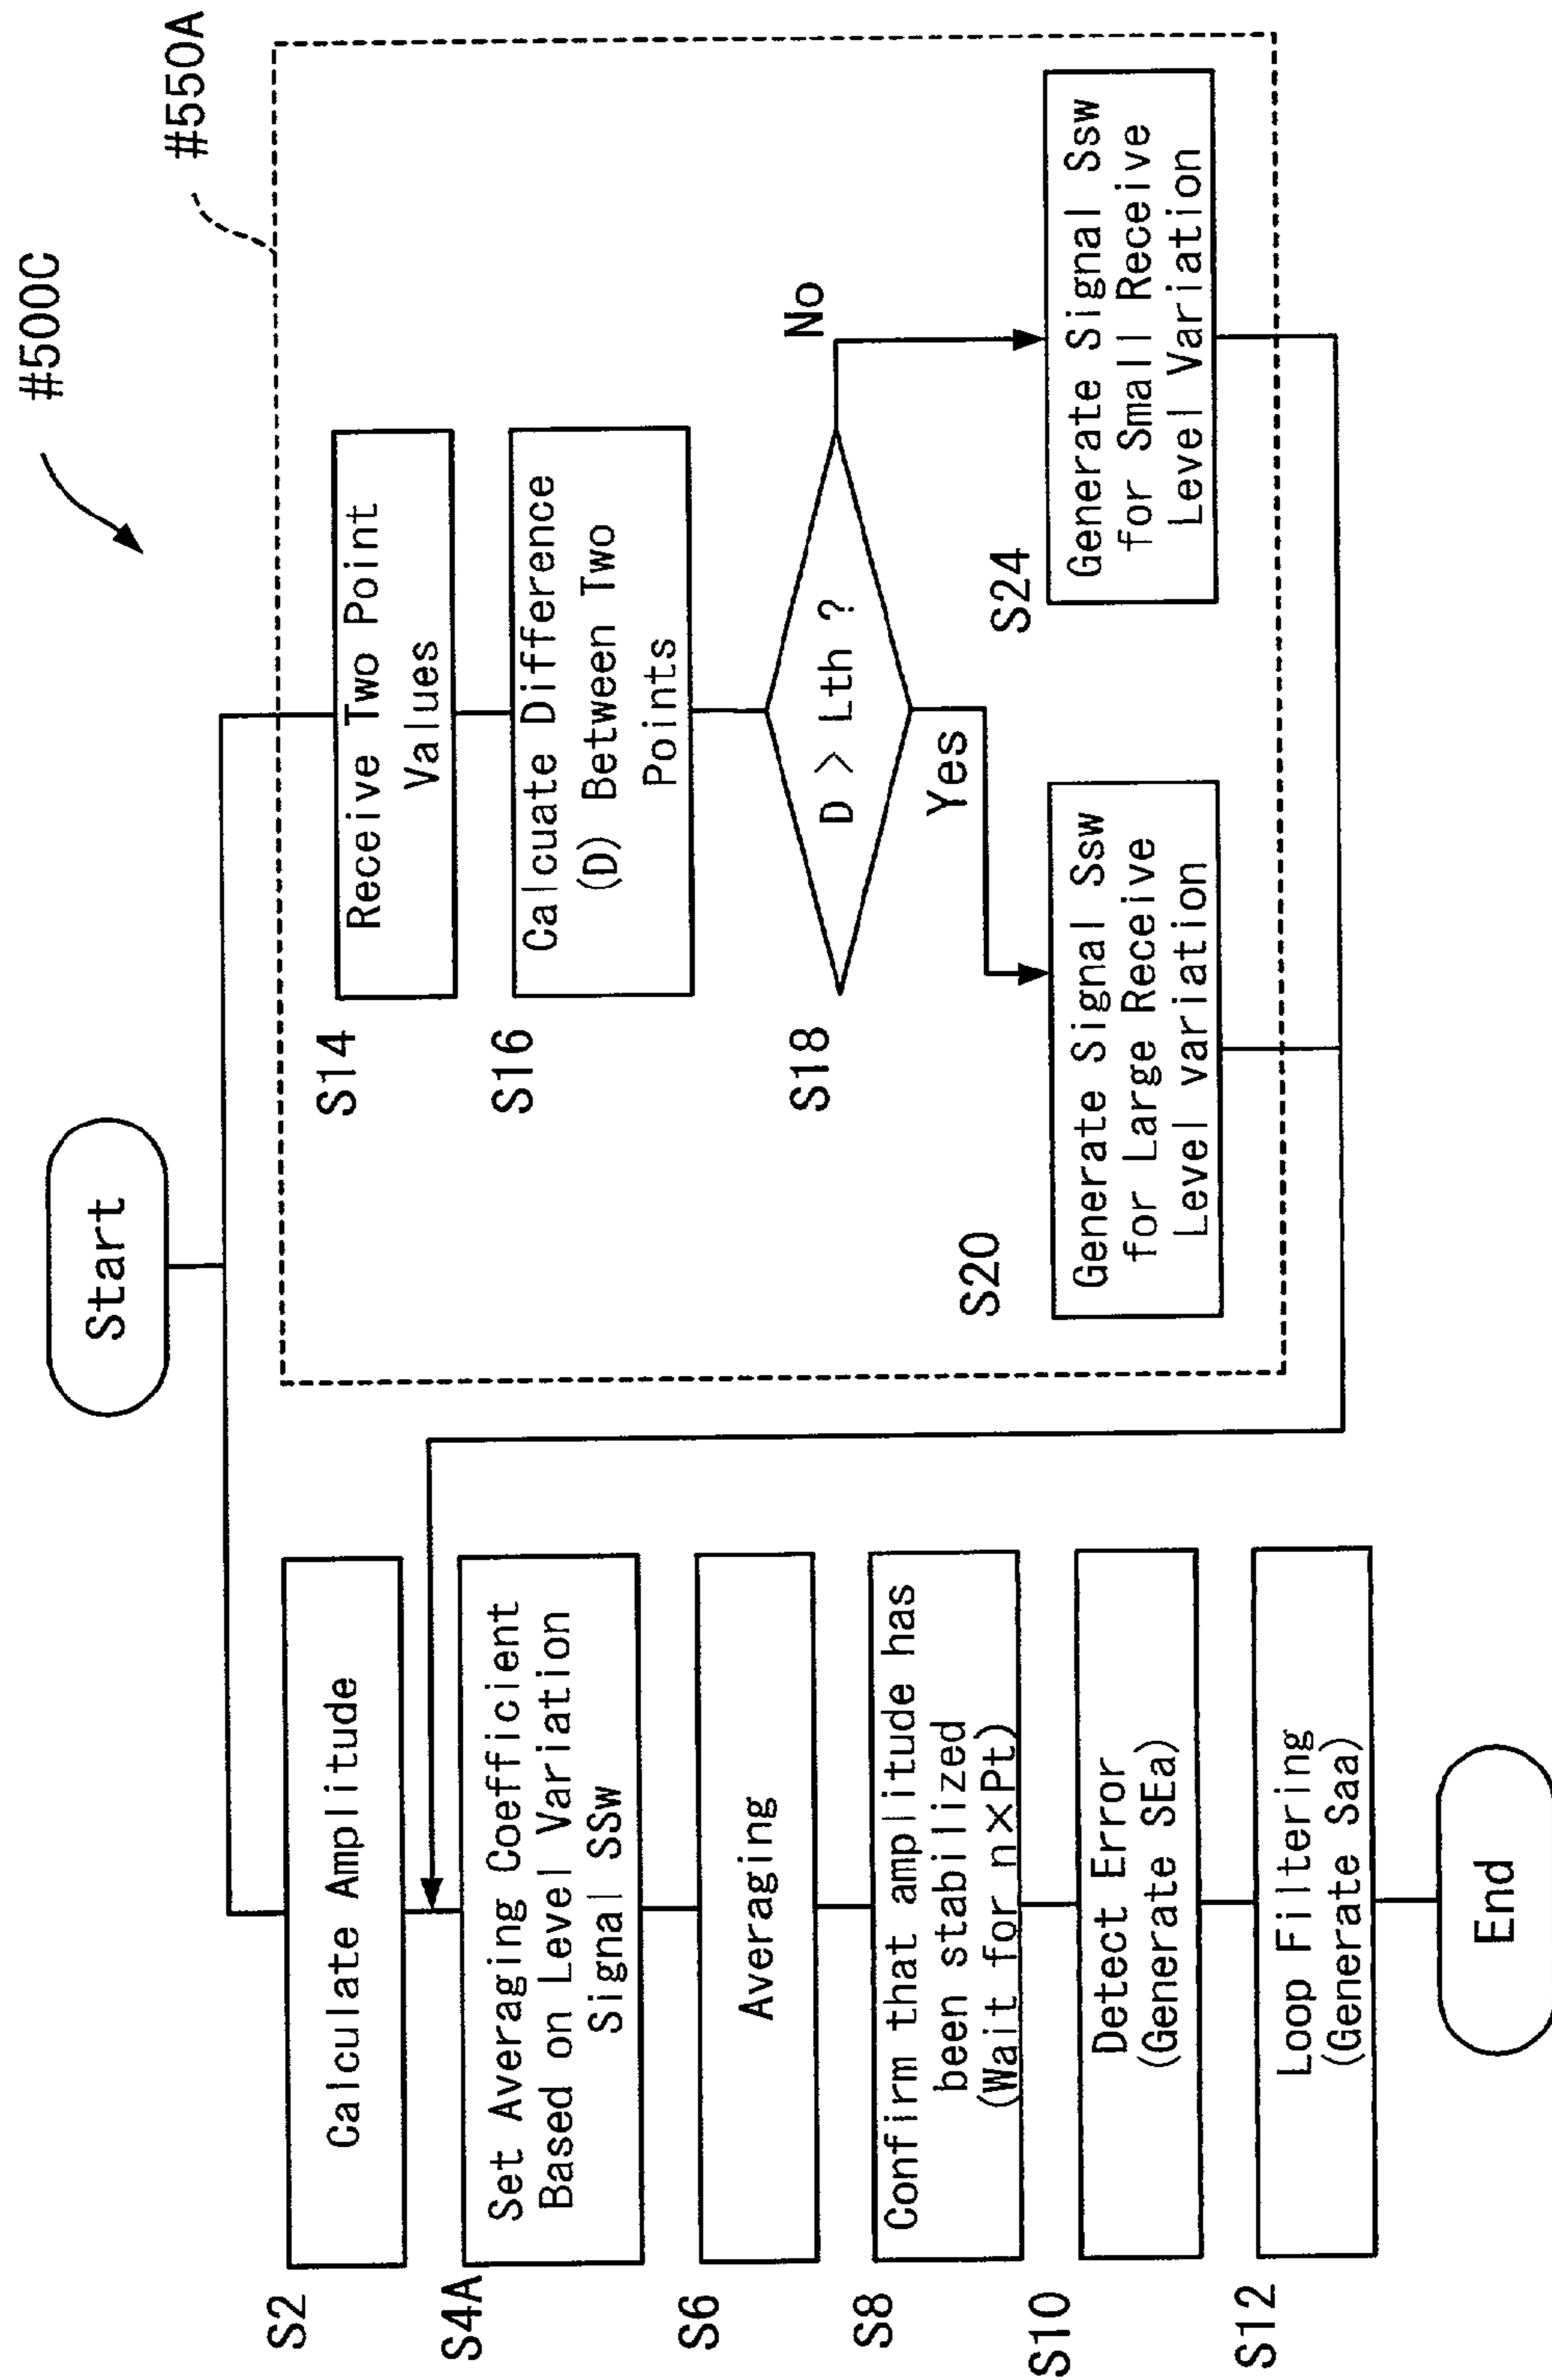 #500C
Start
#550A
S2
Calculate Amplitude
S4A
Set Averaging Coefficient
Based on Level Variation
Signal SSw
S6
Averaging
S8
Confirm that amplitude has
been stabilized
(Wait for n×Pt)
S10
Detect Error
(Generate SEa)
S12
Loop Filtering
(Generate Saa)
End
S14
Receive Two Point
Values
S16
Calcuate Difference
(D) Between Two
Points
S18
D > Lth ?
Yes
No
S20
Generate Signal Ssw
for Large Receive
Level variation
S24
Generate Signal Ssw
for Small Receive
Level Variation